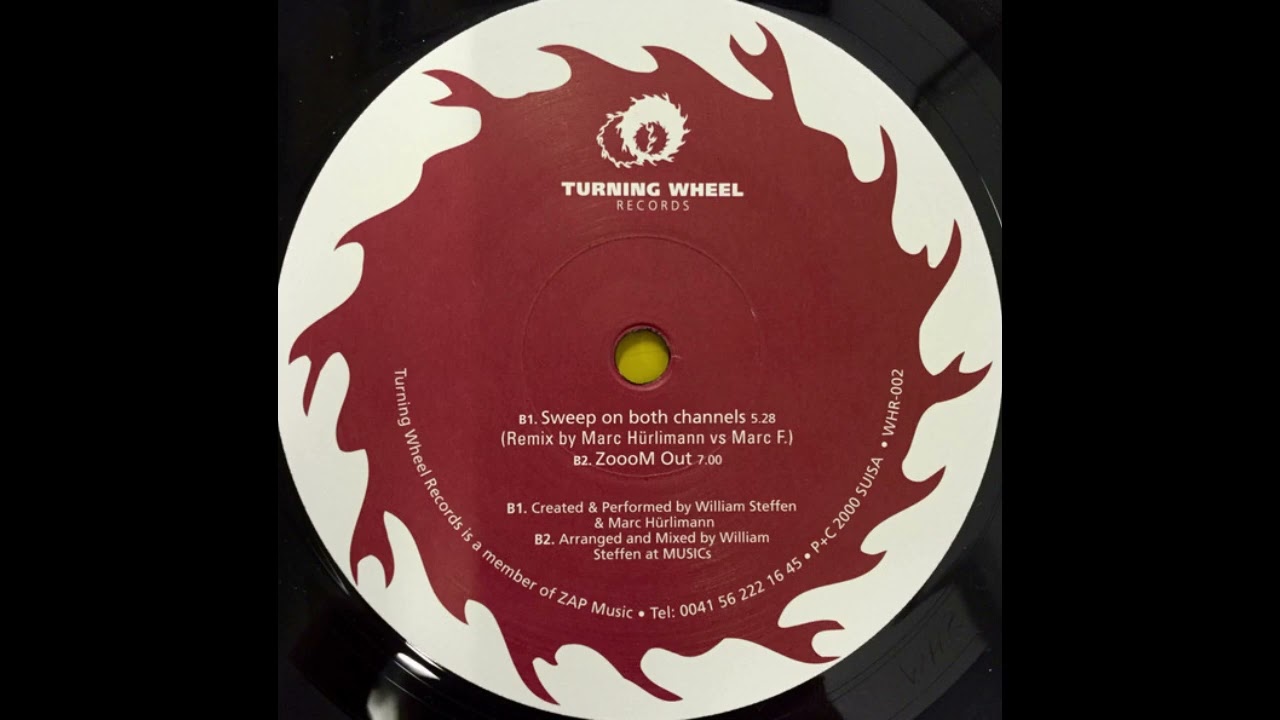 TURNING WHEEL
RECORDS
B1. Sweep on both channels 5.28
(Remix by Marc Hürlimann vs Marc F.)
B2. ZoooM Out 7.00
B1. Created & Performed by William Steffen
& Marc Hürlimann
B2. Arranged and Mixed by William
Steffen at MUSICs
Turning Wheel Records is a member of ZAP Music • Tel: 0041 56 222 16 45 • P+C 2000 SUISA • WHR-002
WHR